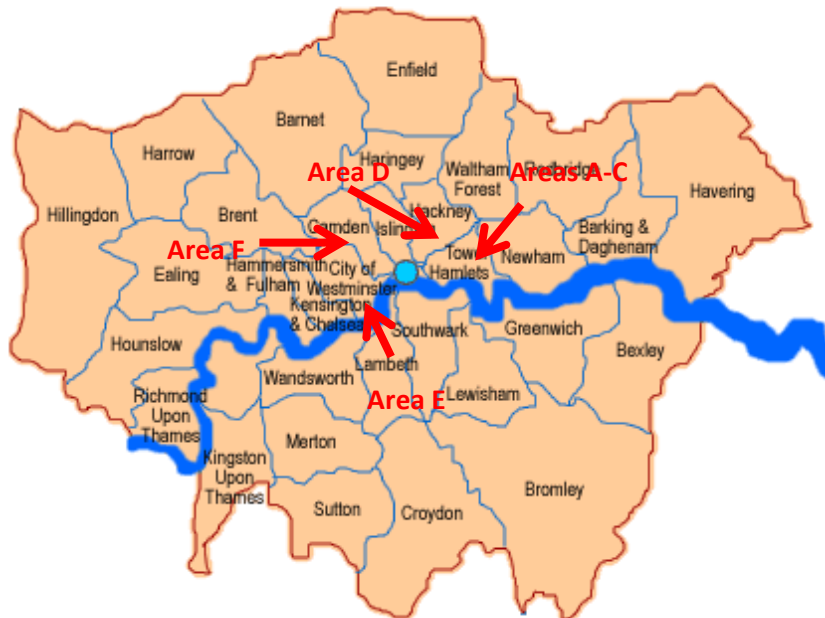 Enfield
Barnet
Harrow
Haringey
Waltham
Forest
Redbridge
Havering
Hillingdon
Brent
Camden
Islington
Hackney
Area D
Areas A-C
Area F
Barking &
Daghenam
Ealing
Hammersmith
& Fulham
City of
Westminster
Tower
Hamlets
Newham
Kensington
& Chelsea
Southwark
Greenwich
Bexley
Hounslow
Lambeth
Wandsworth
Lewisham
Area E
Richmond
Upon
Thames
Merton
Kingston
Upon
Thames
Sutton
Croydon
Bromley